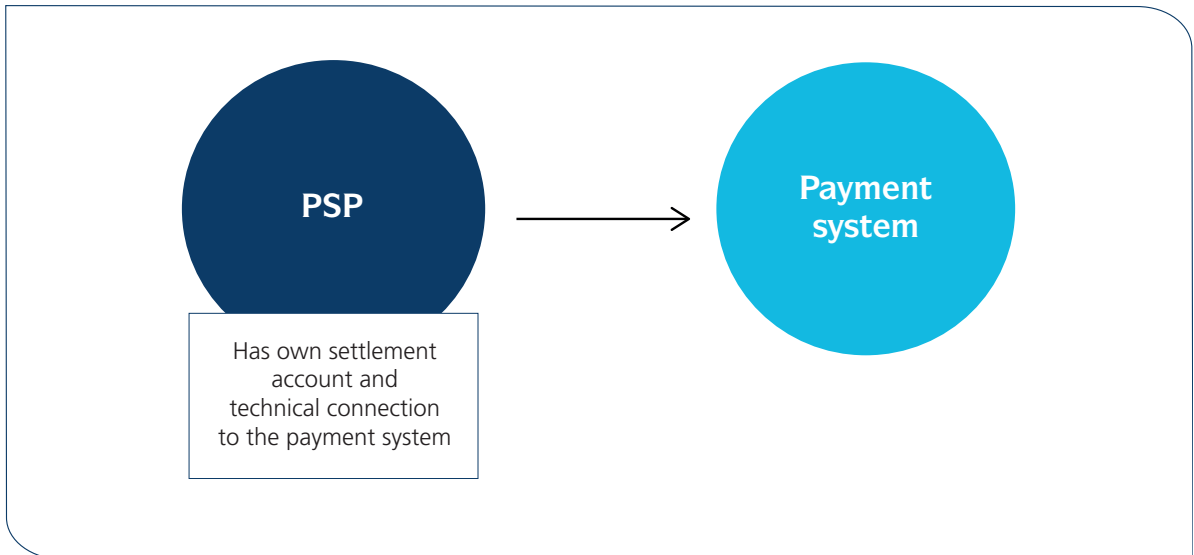 PSP
Payment
system
Has own settlement
account and
technical connection
to the payment system